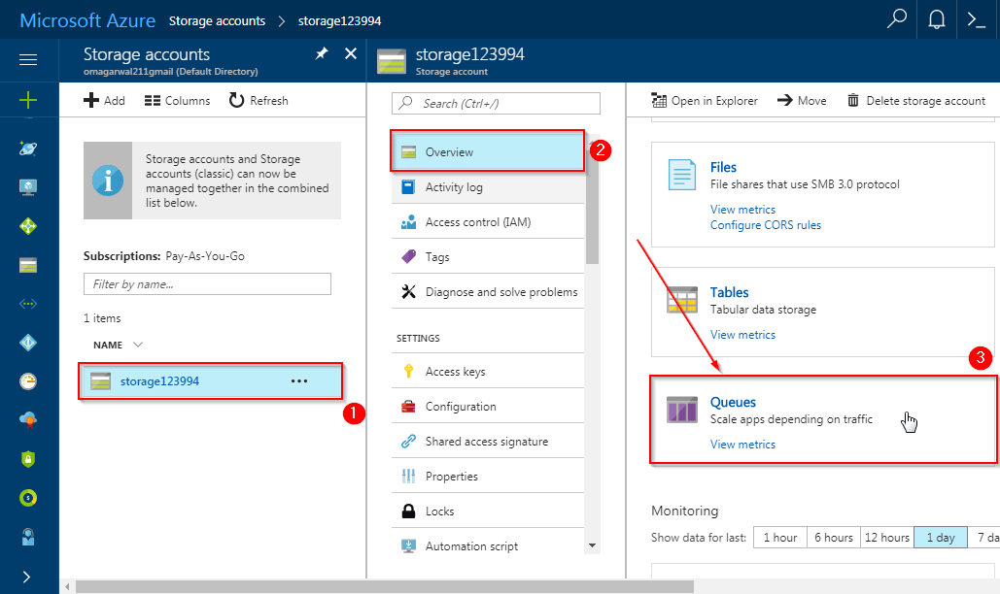 Microsoft Azure Storage accounts > storage123994
Storage accounts
omagarwal211gmail (Default Directory)
Add Columns Refresh
Storage accounts and Storage
accounts (classic) can now be
managed together in the combined
list below.
Subscriptions: Pay-As-You-Go
Filter by name...
1 items
NAME
storage123994 ...
1
storage123994
Storage account
Search (Ctrl+/)
Overview
2
Activity log
Access control (IAM)
Tags
Diagnose and solve problems
SETTINGS
Access keys
Configuration
Shared access signature
Properties
Locks
Automation script
Open in Explorer Move Delete storage account
Files
File shares that use SMB 3.0 protocol
View metrics
Configure CORS rules
Tables
Tabular data storage
View metrics
3
Queues
Scale apps depending on traffic
View metrics
Monitoring
Show data for last: 1 hour 6 hours 12 hours 1 day 7 da